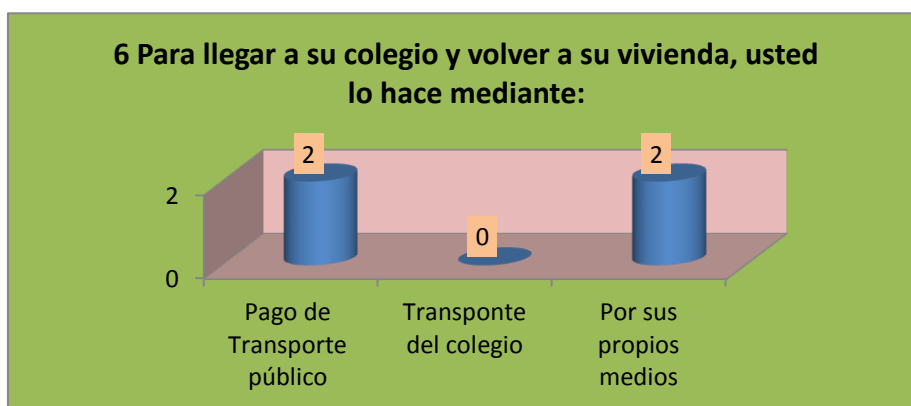 6 Para llegar a su colegio y volver a su vivienda, usted
lo hace mediante:
2
0
2
2
0
Pago de
Transporte
público
Transponte
del colegio
Por sus
propios
medios